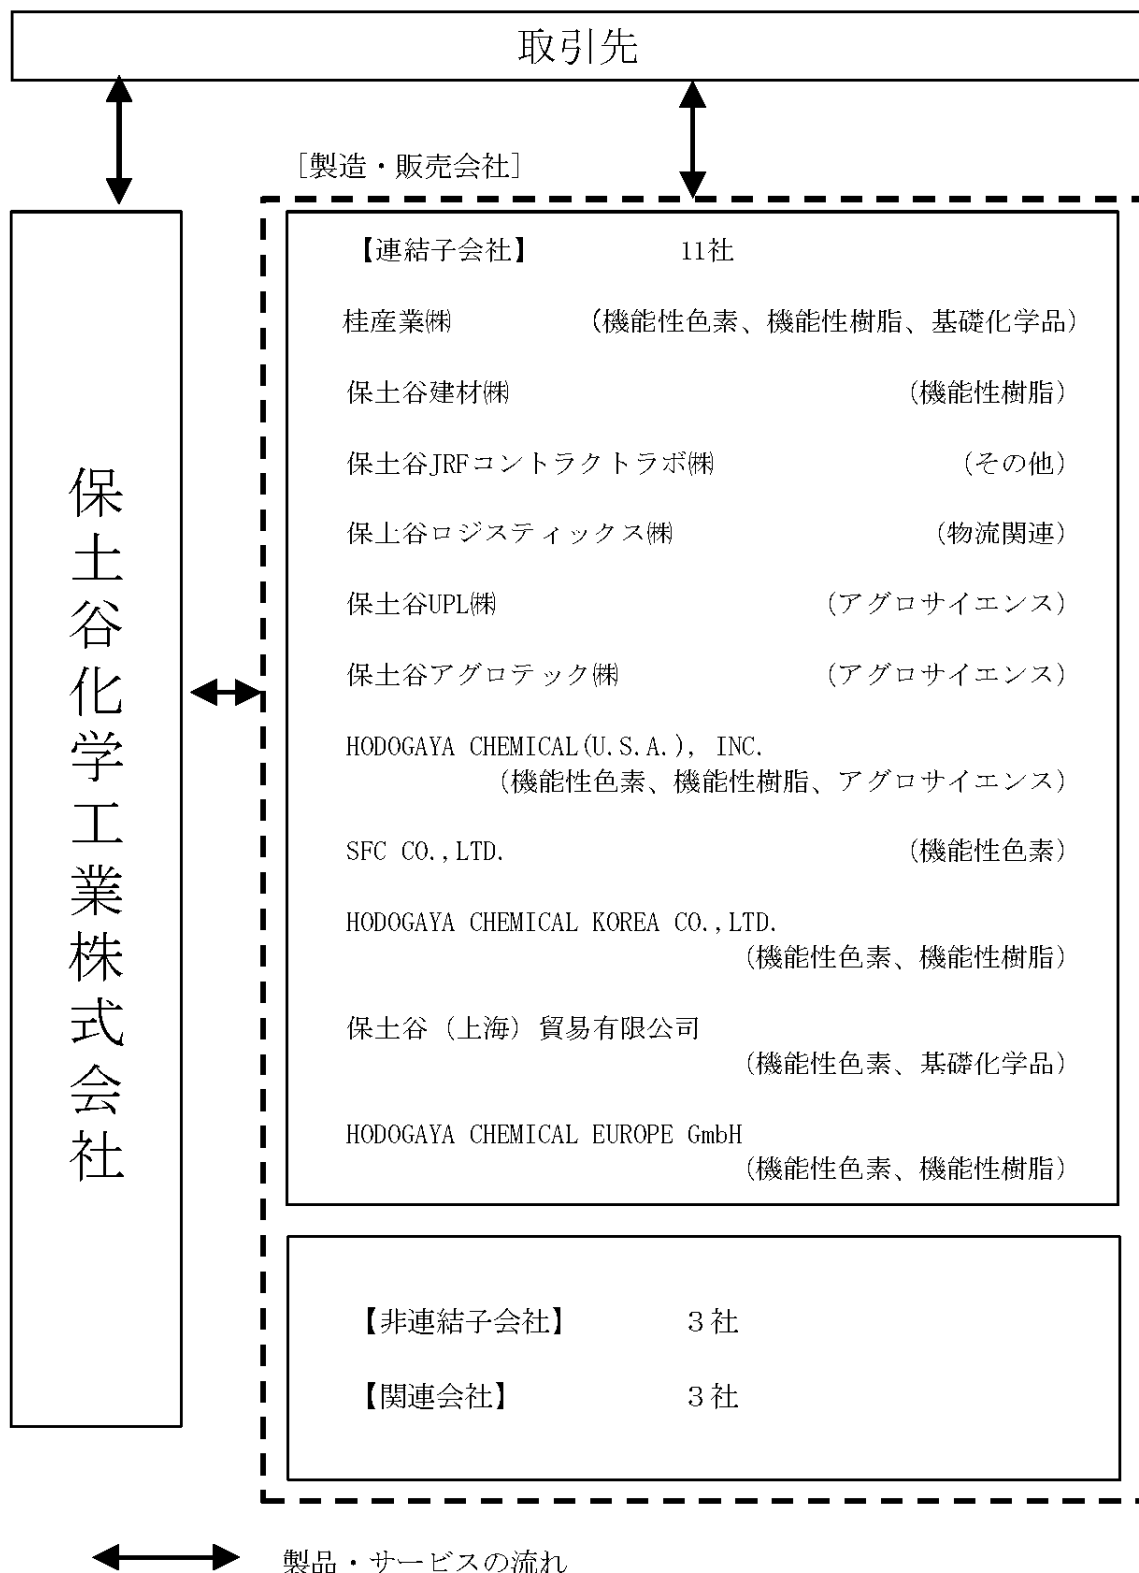 取引先
[製造・販売会社]
保土谷化学工業株式会社
【連結子会社】 11社
桂産業㈱ (機能性色素、機能性樹脂、基礎化学品)
保土谷建材㈱ (機能性樹脂)
保土谷JRFコントラクトラボ㈱ (その他)
保土谷ロジスティックス㈱ (物流関連)
保土谷UPL㈱ (アグロサイエンス)
保土谷アグロテック㈱ (アグロサイエンス)
HODOGAYA CHEMICAL(U.S.A.), INC.
(機能性色素、機能性樹脂、アグロサイエンス)
SFC CO.,LTD. (機能性色素)
HODOGAYA CHEMICAL KOREA CO.,LTD.
(機能性色素、機能性樹脂)
保土谷（上海）貿易有限公司
(機能性色素、基礎化学品)
HODOGAYA CHEMICAL EUROPE GmbH
(機能性色素、機能性樹脂)
【非連結子会社】 ３社
【関連会社】 ３社
製品・サービスの流れ